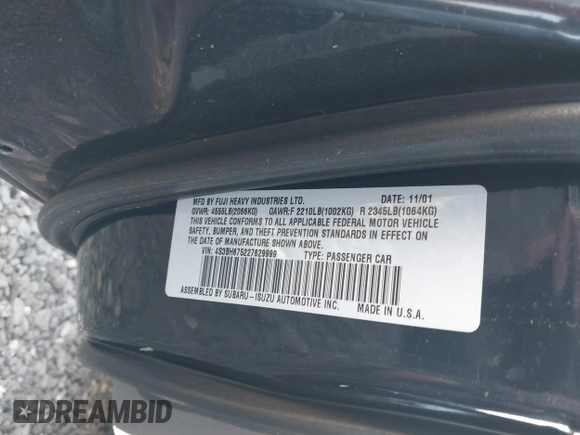 MFD BY FUJI HEAVY INDUSTRIES LTD. DATE: 11/01
GVWR: 4555LB(2066KG) GAWR:F 2210LB(1002KG) R 2345LB(1064KG)
THIS VEHICLE CONFORMS TO ALL APPLICABLE FEDERAL MOTOR VEHICLE
SAFETY, BUMPER, AND THEFT PREVENTION STANDARDS IN EFFECT ON
THE DATE OF MANUFACTURE SHOWN ABOVE.
VIN: 4S3BH675227629999 TYPE: PASSENGER CAR
ASSEMBLED BY SUBARU-ISUZU AUTOMOTIVE INC. MADE IN U.S.A.
DREAMBID